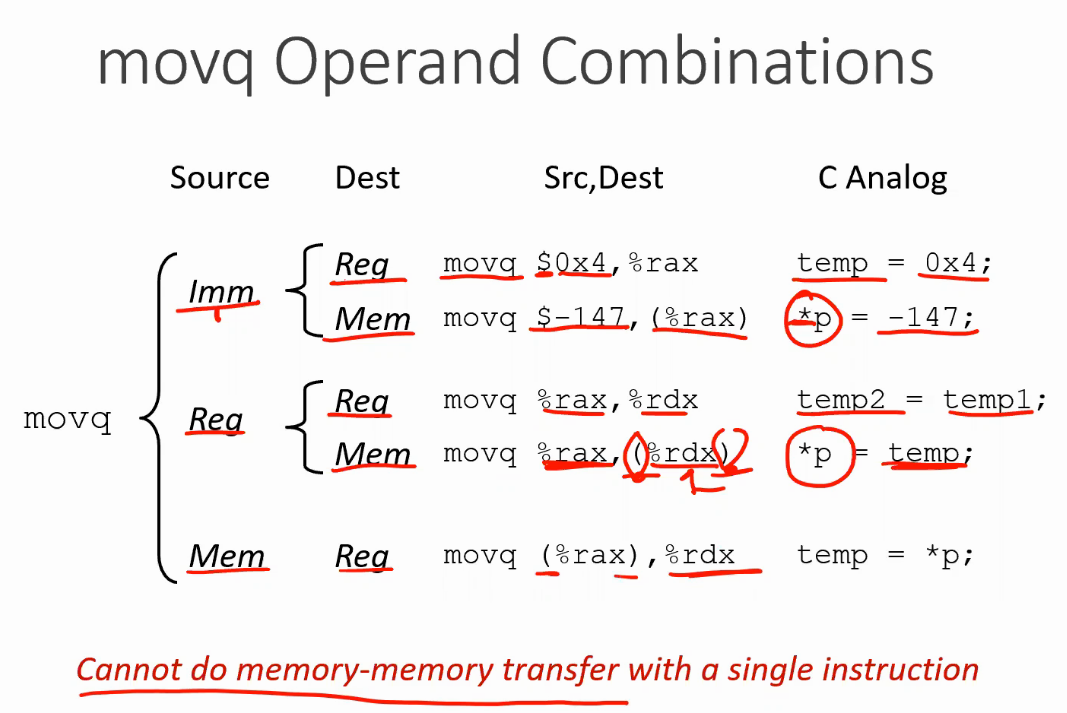 movq Operand Combinations
Source Dest Src,Dest C Analog
Reg movq $0x4,%rax temp = 0x4;
Imm
Mem movq $-147,(%rax) *p = -147;
Reg movq %rax,%rdx temp2 = temp1;
movq Reg
Mem movq %rax,(%rdx) *p = temp;
Mem Reg movq (%rax),%rdx temp = *p;
Cannot do memory-memory transfer with a single instruction